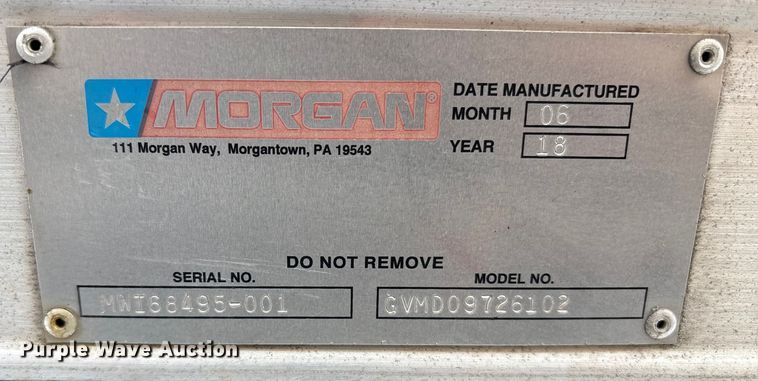 MORGAN®
111 Morgan Way, Morgantown, PA 19543
DATE MANUFACTURED
MONTH 06
YEAR 18
DO NOT REMOVE
SERIAL NO. MODEL NO.
MWI68495-001 GVMD09726102
Purple Wave Auction